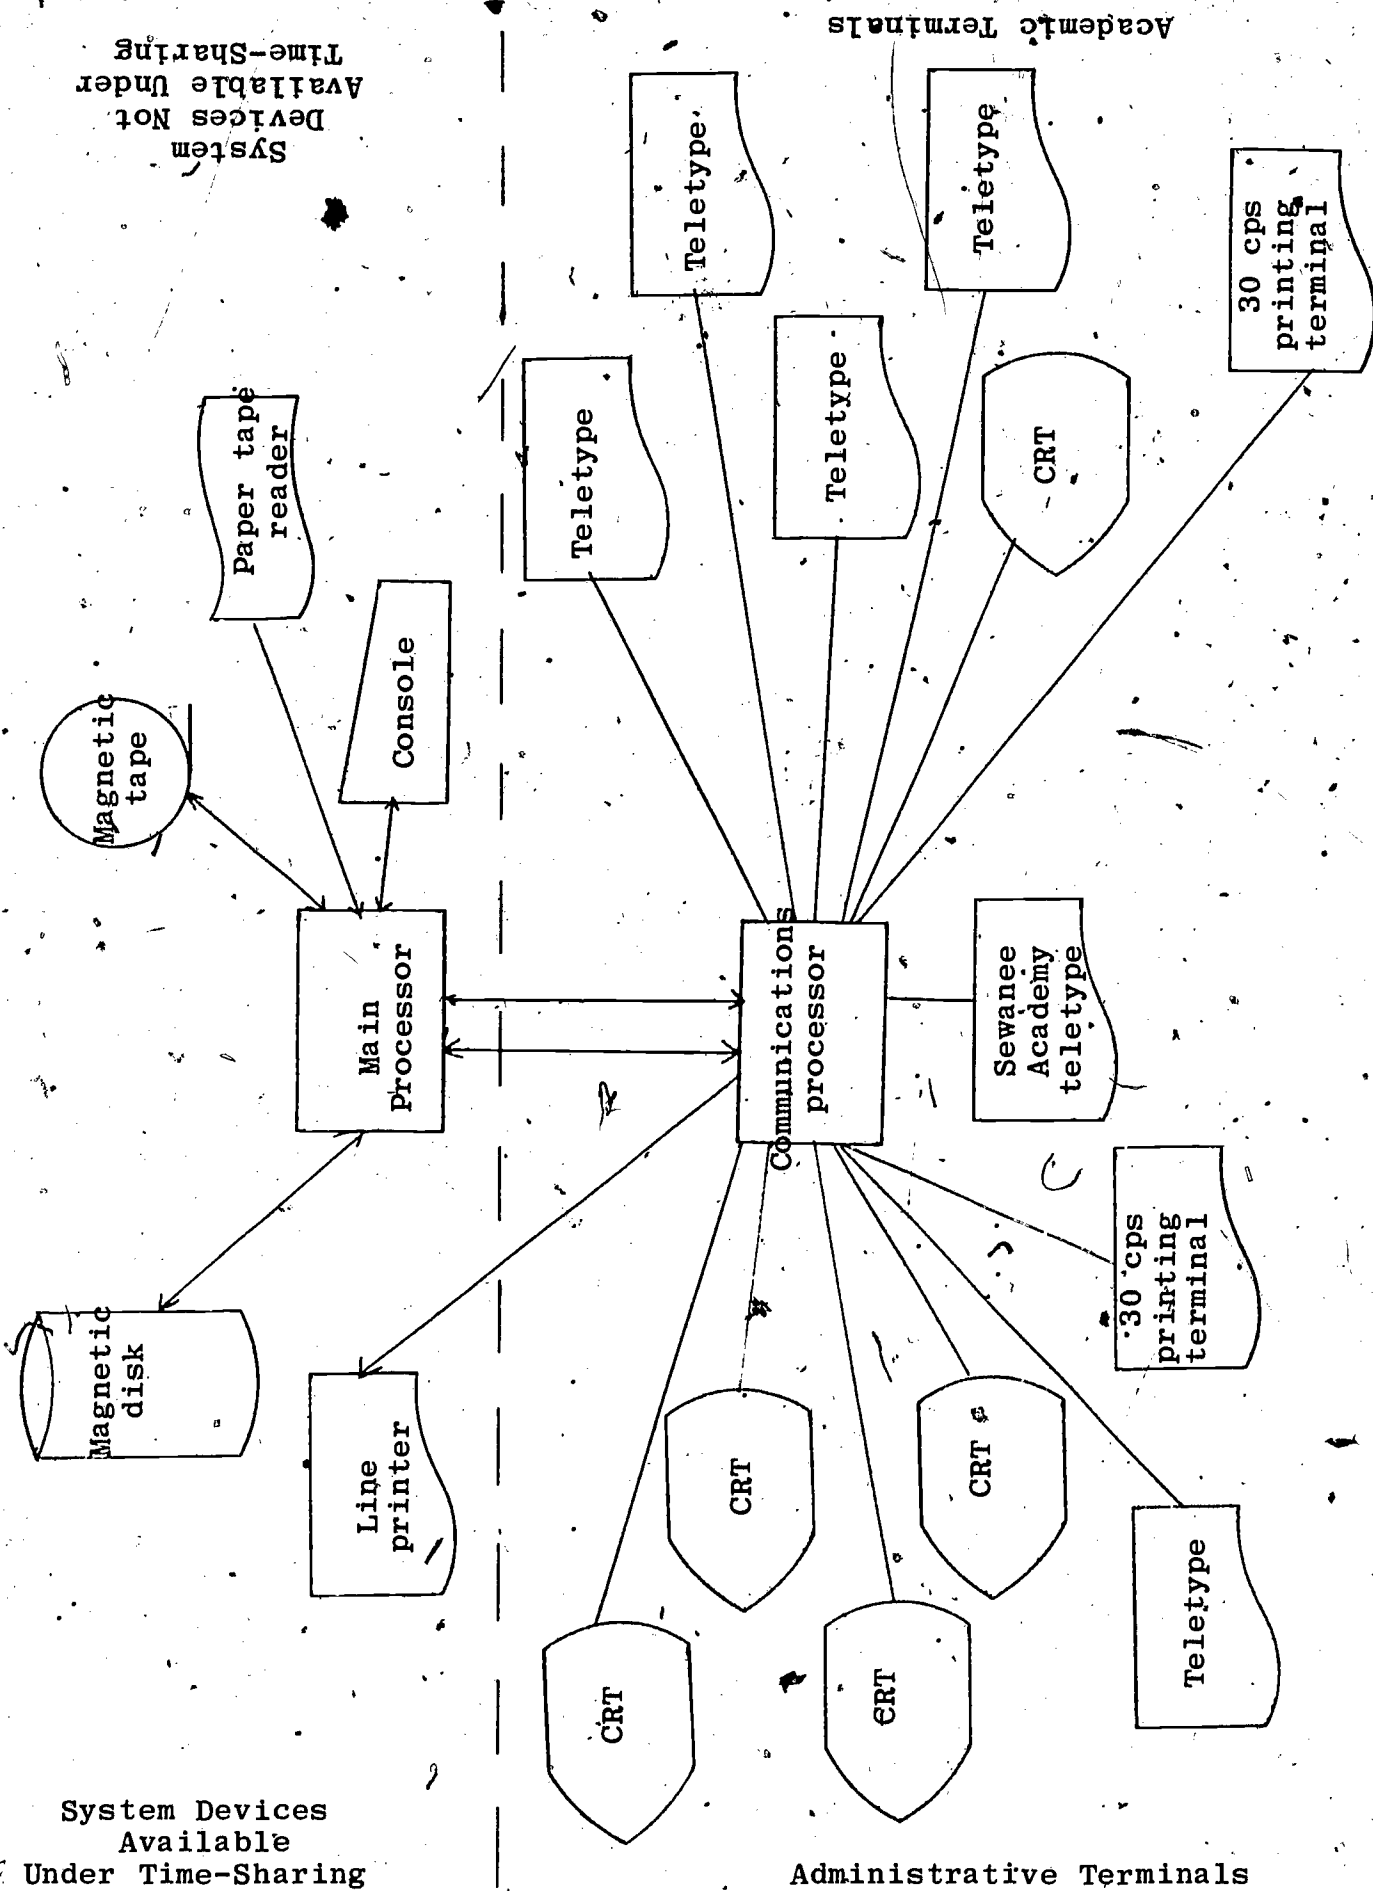 System
Devices Not
Available Under
Time-Sharing
Academic Terminals
Teletype
Teletype
30 cps
printing
terminal
Paper tape
reader
Teletype
Teletype
CRT
Magnetic
tape
Console
Main
Processor
Communications
processor
Sewanee
Academy
teletype
Magnetic
disk
Line
printer
30 cps
printing
terminal
CRT
CRT
CRT
CRT
Teletype
System Devices
Available
Under Time-Sharing
Administrative Terminals